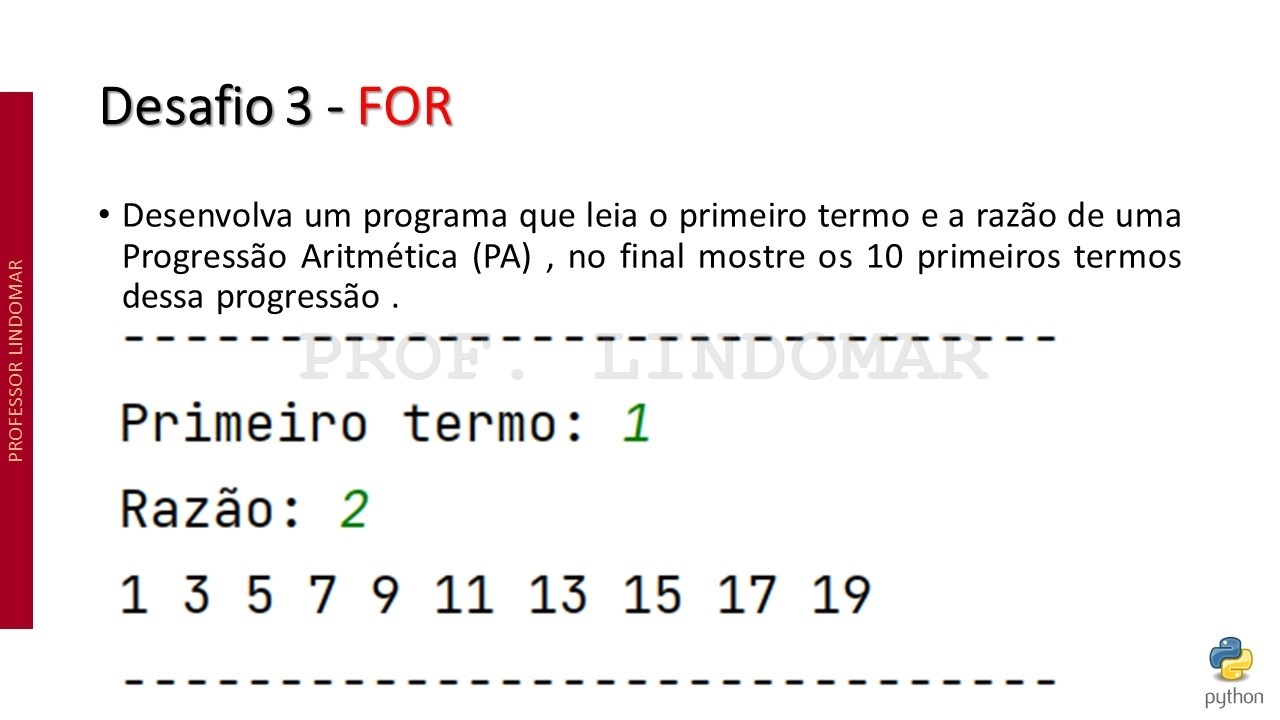 Desafio 3 - FOR
• Desenvolva um programa que leia o primeiro termo e a razão de uma
Progressão Aritmética (PA) , no final mostre os 10 primeiros termos
dessa progressão .
------------------------------
PROF. LINDOMAR
Primeiro termo: 1
Razão: 2
1 3 5 7 9 11 13 15 17 19
------------------------------
PROFESSOR LINDOMAR
python